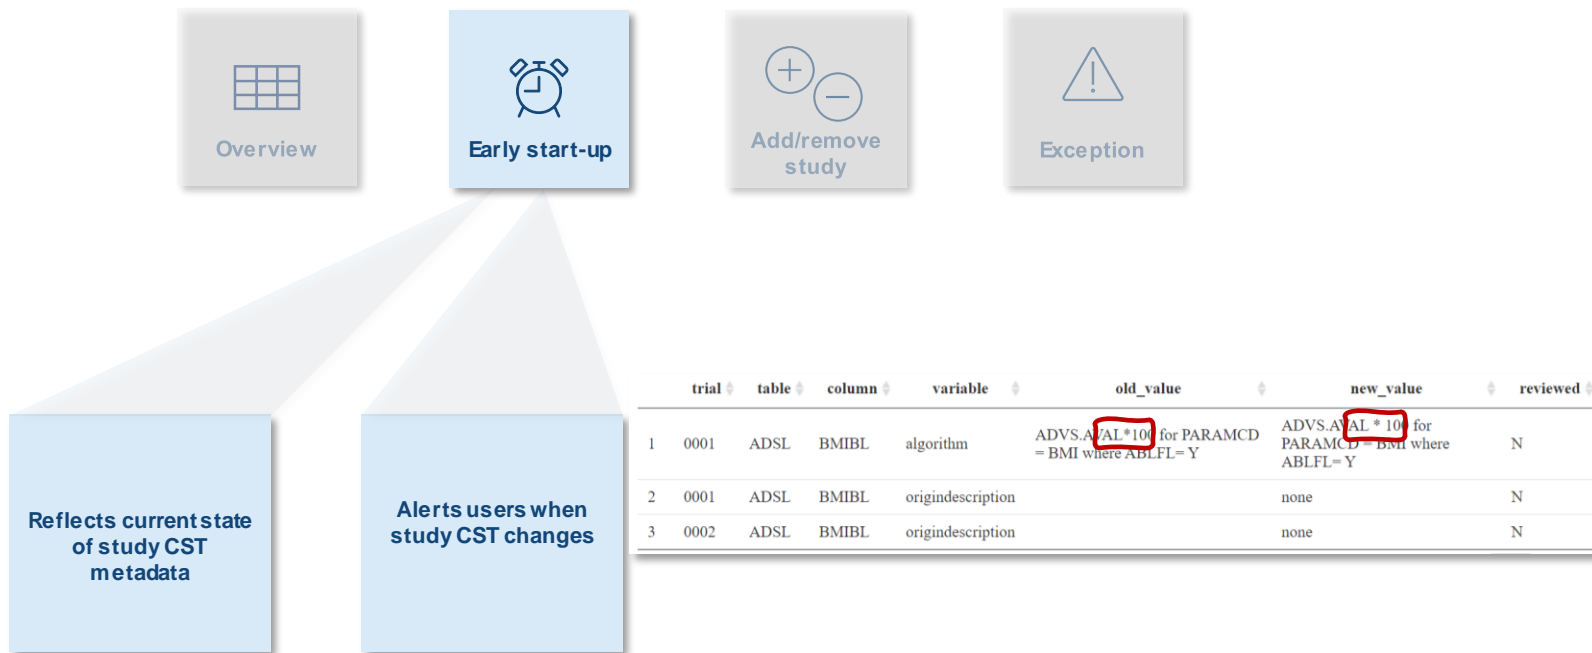 Overview
Early start-up
Add/remove
study
Exception
Reflects current state
of study CST
metadata
Alerts users when
study CST changes
trial table column variable old_value new_value reviewed
1 0001 ADSL BMIBL algorithm ADVS.AVAL*100 for PARAMCD = BMI where ABLFL= Y ADVS.AVAL * 100 for PARAMCD = BMI where ABLFL= Y N
2 0001 ADSL BMIBL origindescription none N
3 0002 ADSL BMIBL origindescription none N